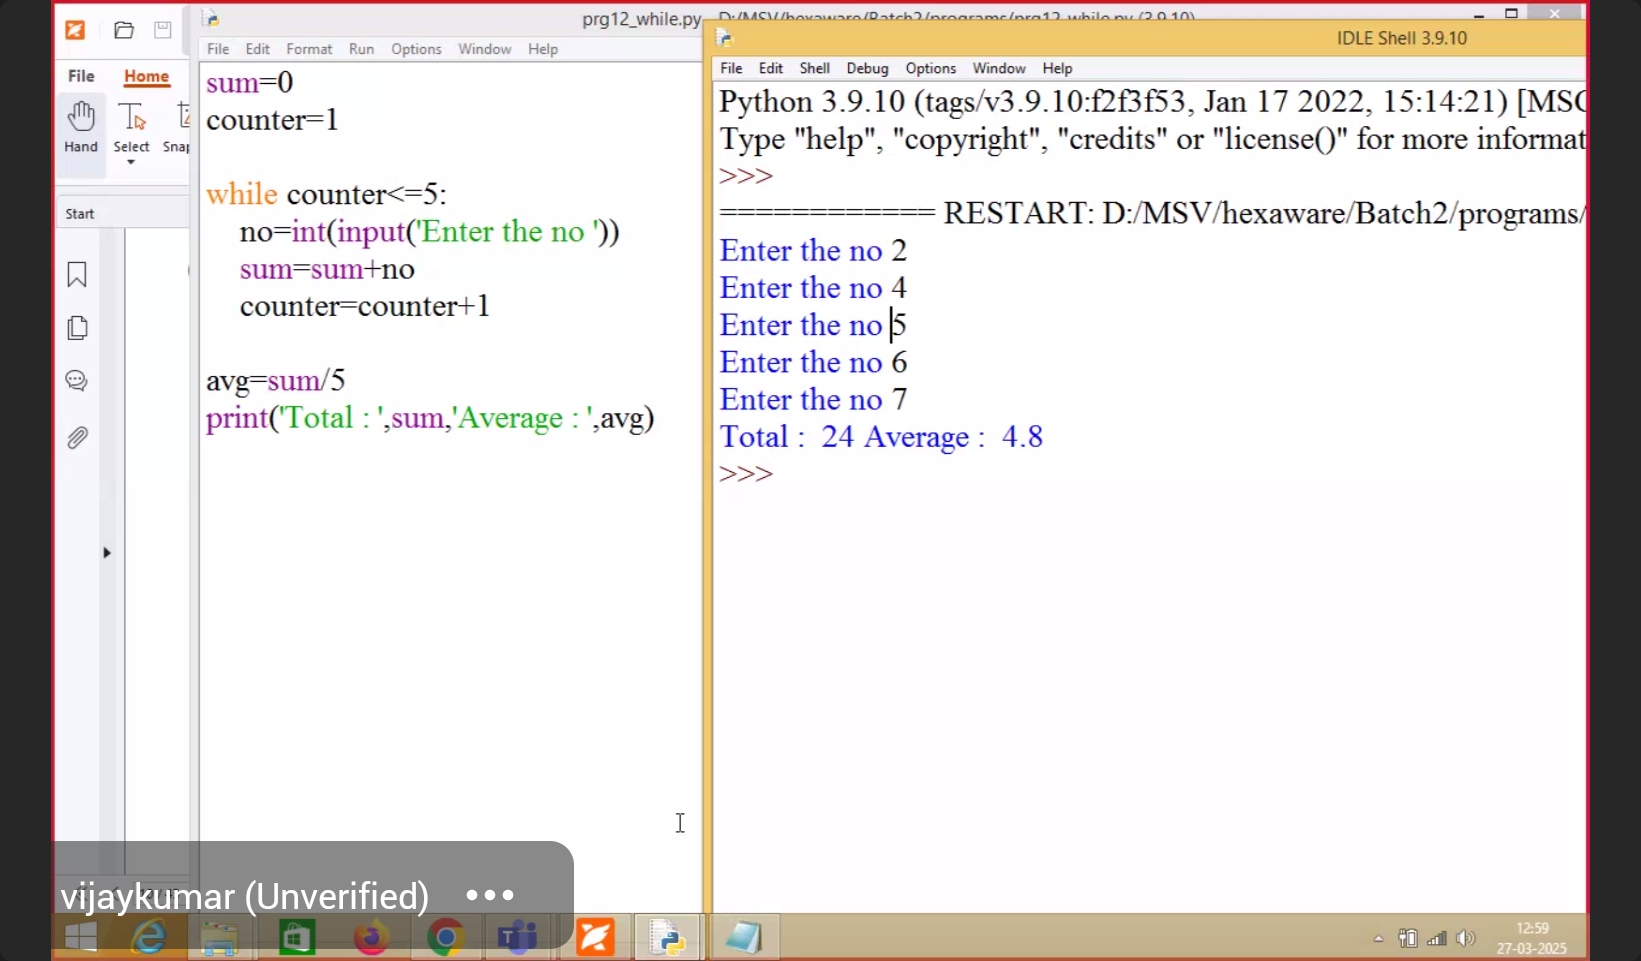 prg12_while.py - D:/MSV/hexaware/Batch2/programs/prg12_while.py (3.9.10)
File Edit Format Run Options Window Help
File Home
Hand Select Snap
Start
sum=0
counter=1
while counter<=5:
no=int(input('Enter the no '))
sum=sum+no
counter=counter+1
avg=sum/5
print('Total : ',sum,'Average : ',avg)
IDLE Shell 3.9.10
File Edit Shell Debug Options Window Help
Python 3.9.10 (tags/v3.9.10:f2f3f53, Jan 17 2022, 15:14:21) [MSC
Type "help", "copyright", "credits" or "license()" for more informat
>>>
============ RESTART: D:/MSV/hexaware/Batch2/programs/
Enter the no 2
Enter the no 4
Enter the no 5
Enter the no 6
Enter the no 7
Total :  24 Average :  4.8
>>>
vijaykumar (Unverified) •••
12:59
27-03-2025